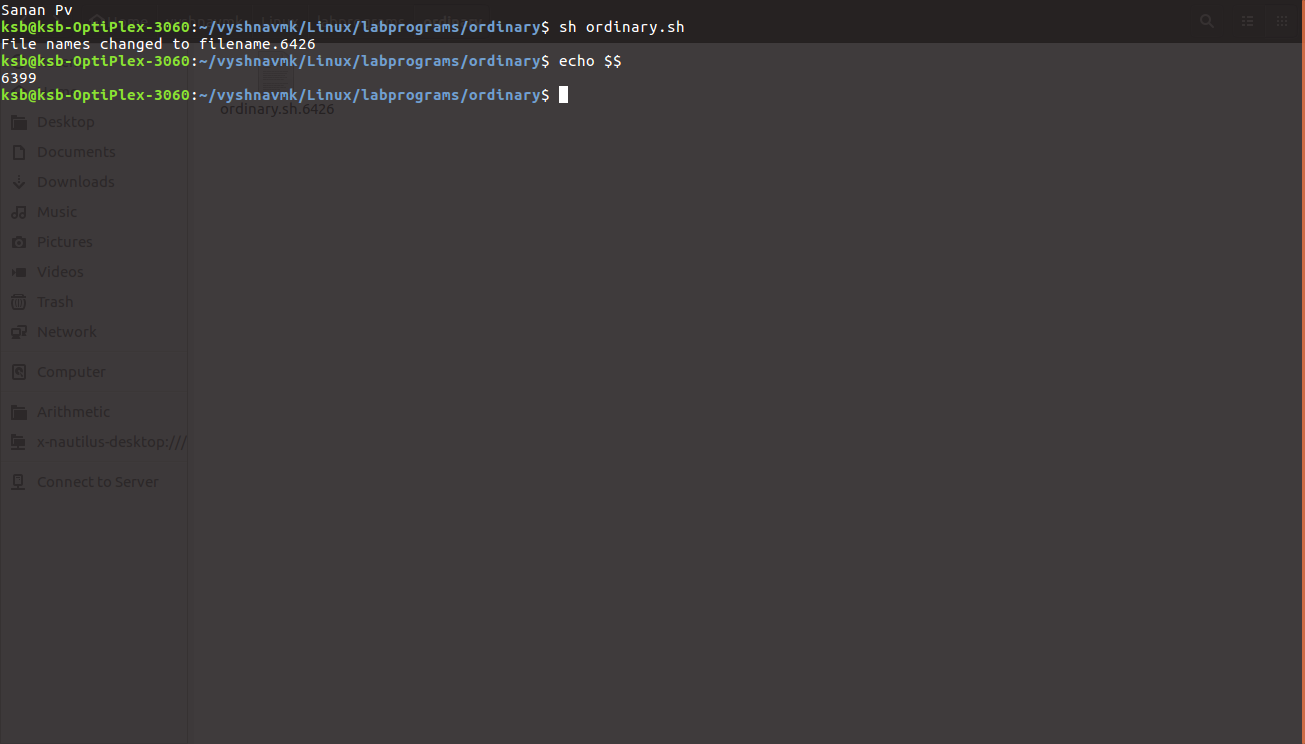 Sanan Pv
ksb@ksb-OptiPlex-3060:~/vyshnavmk/Linux/labprograms/ordinary$ sh ordinary.sh
File names changed to filename.6426
ksb@ksb-OptiPlex-3060:~/vyshnavmk/Linux/labprograms/ordinary$ echo $$
6399
ksb@ksb-OptiPlex-3060:~/vyshnavmk/Linux/labprograms/ordinary$
ordinary.sh.6426
Desktop
Documents
Downloads
Music
Pictures
Videos
Trash
Network
Computer
Arithmetic
x-nautilus-desktop:///
Connect to Server